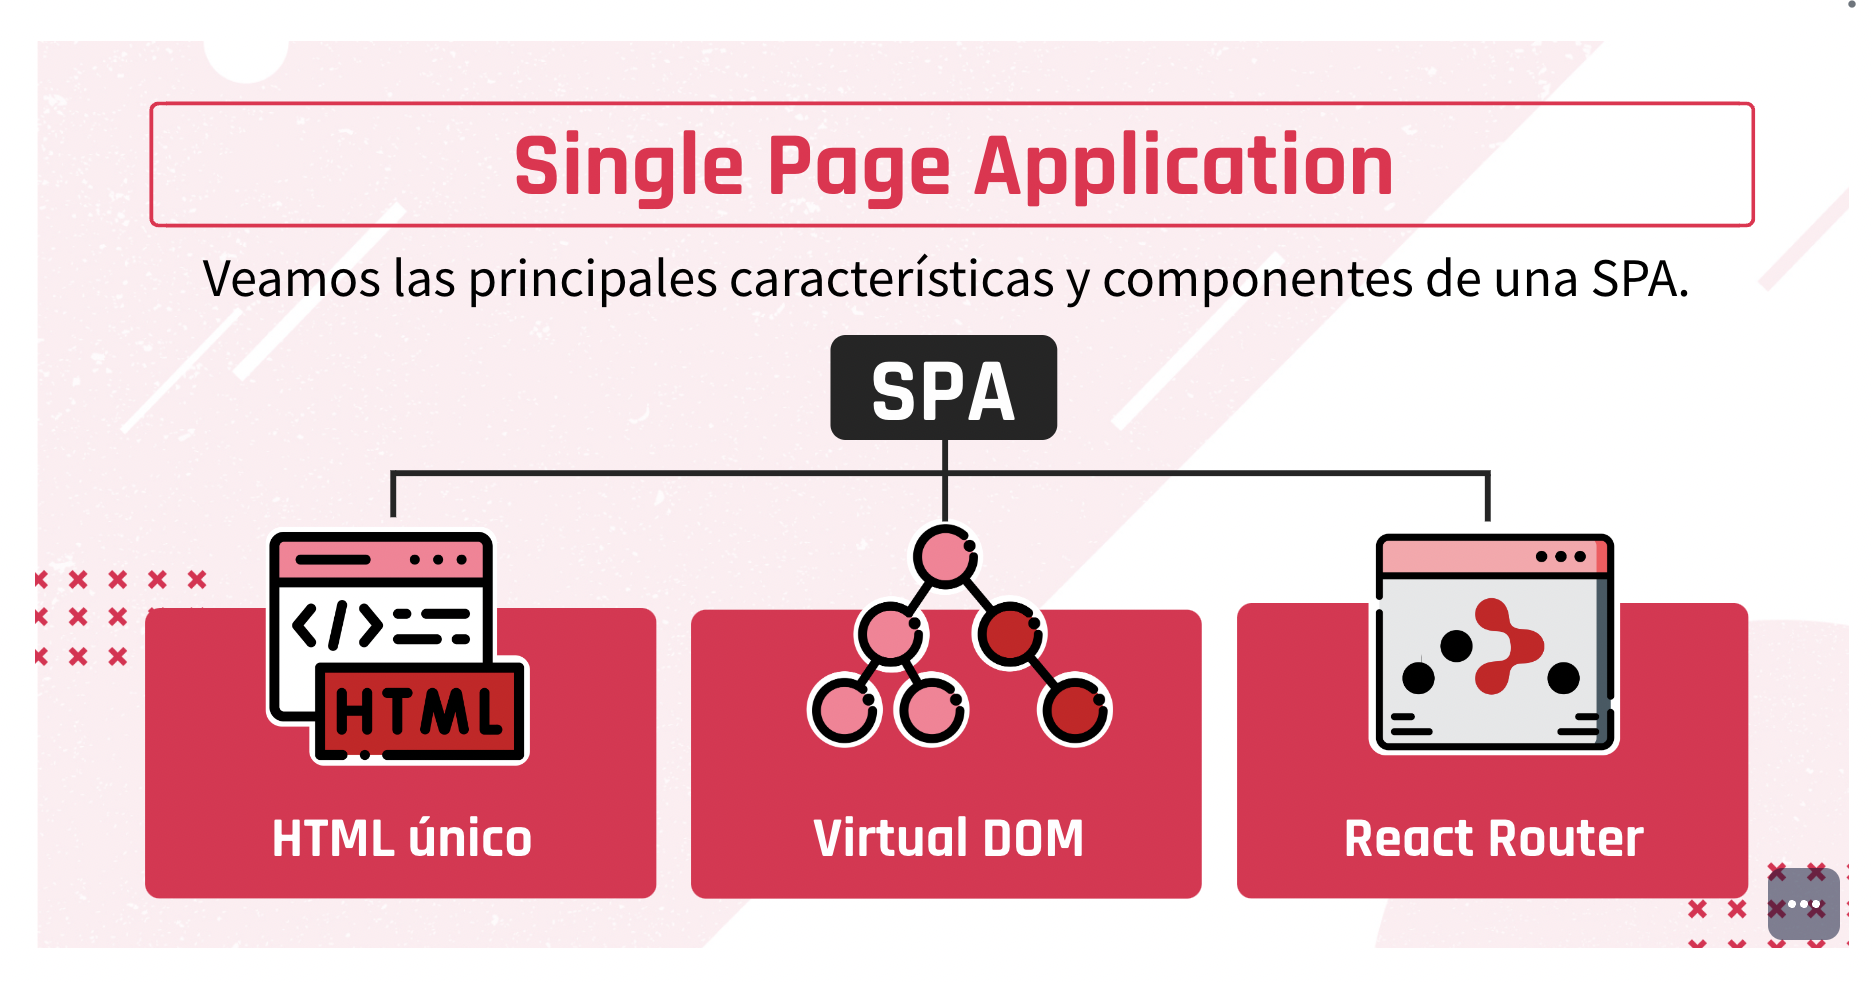 Single Page Application
Veamos las principales características y componentes de una SPA.
SPA
HTML
HTML único
Virtual DOM
React Router